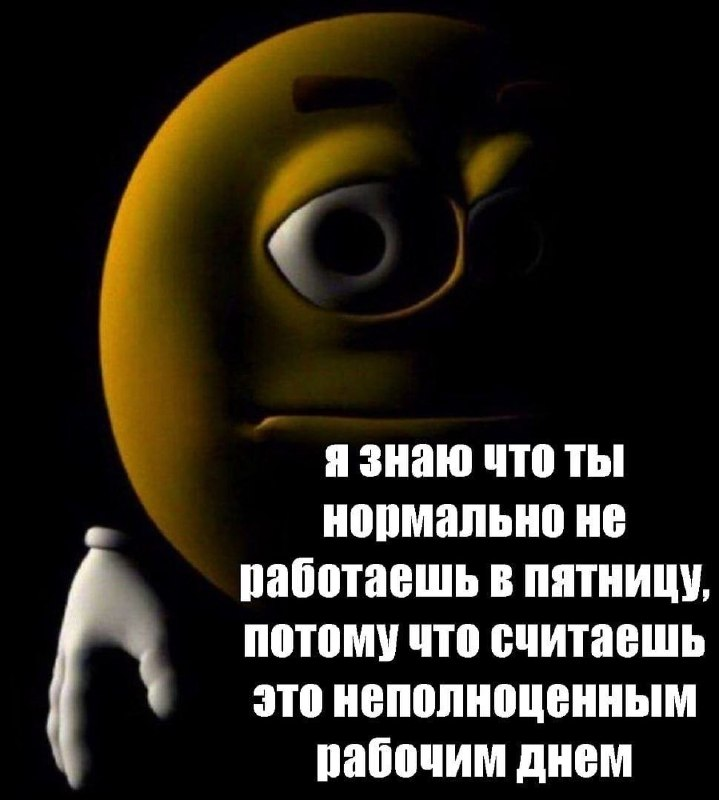 я знаю что ты
нормально не
работаешь в пятницу,
потому что считаешь
это неполноценным
рабочим днем